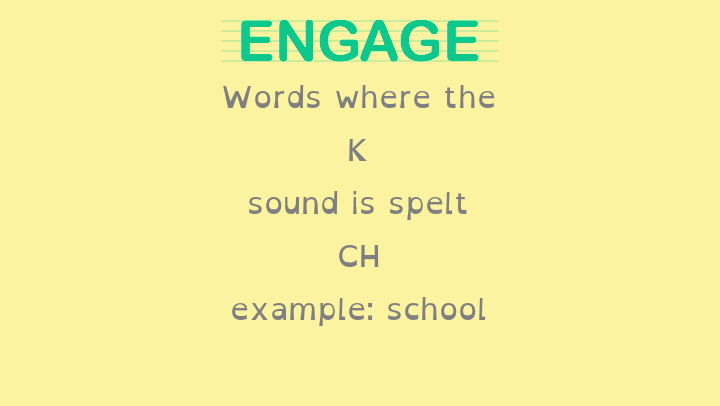 ENGAGE
Words where the
K
sound is spelt
CH
example: school